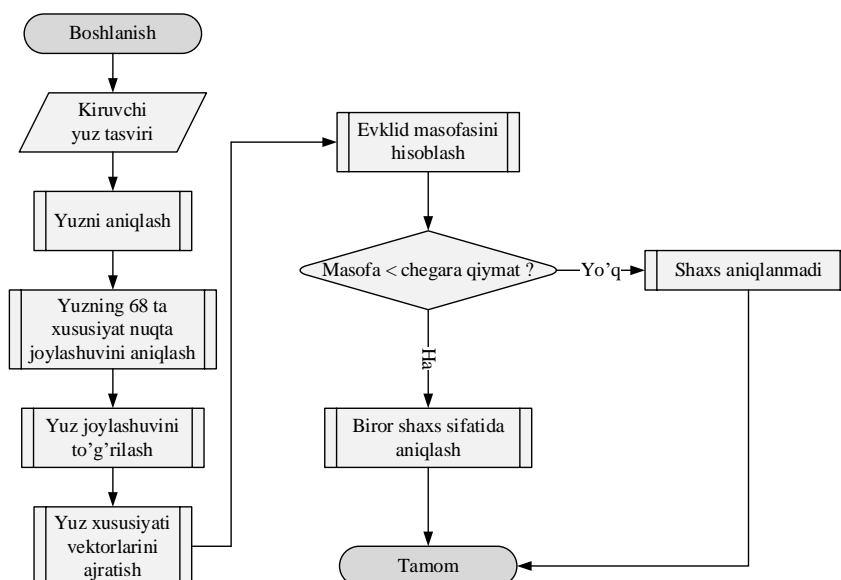 Boshlanish
Kiruvchi
yuz tasviri
Yuzni aniqlash
Yuzning 68 ta
xususiyat nuqta
joylashuvini aniqlash
Yuz joylashuvini
to’g’rilash
Yuz xususiyati
vektorlarini
ajratish
Evklid masofasini
hisoblash
Masofa < chegara qiymat ?
Yo’q
Shaxs aniqlanmadi
Ha
Biror shaxs sifatida
aniqlash
Tamom